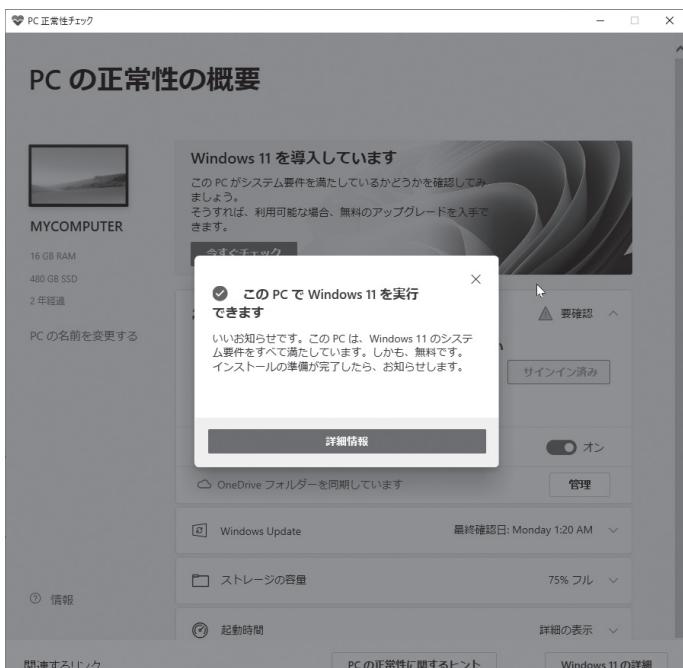 PC 正常性チェック
PC の正常性の概要
Windows 11 を導入しています
この PC がシステム要件を満たしているかどうかを確認してみ
ましょう。
そうすれば、利用可能な場合、無料のアップグレードを入手で
きます。
今すぐチェック
MYCOMPUTER
16 GB RAM
480 GB SSD
2 年経過
PC の名前を変更する
この PC で Windows 11 を実行
できます
いいお知らせです。この PC は、Windows 11 のシステ
ム要件をすべて満たしています。しかも、無料です。
インストールの準備が完了したら、お知らせします。
詳細情報
要確認
サインイン済み
オン
OneDrive フォルダーを同期しています
管理
Windows Update
最終確認日: Monday 1:20 AM
ストレージの容量
75% フル
起動時間
詳細の表示
情報
関連するリンク
PC の正常性に関するヒント
Windows 11 の詳細